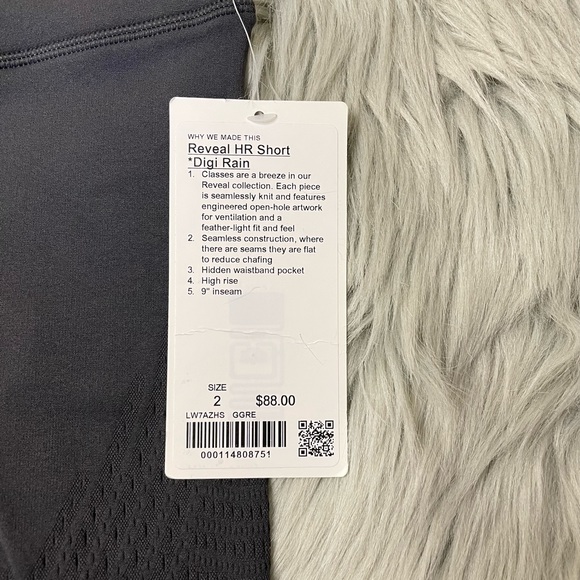 WHY WE MADE THIS
Reveal HR Short
*Digi Rain
1. Classes are a breeze in our
Reveal collection. Each piece
is seamlessly knit and features
engineered open-hole artwork
for ventilation and a
feather-light fit and feel
2. Seamless construction, where
there are seams they are flat
to reduce chafing
3. Hidden waistband pocket
4. High rise
5. 9" inseam
SIZE
2 $88.00
LW7AZHS GGRE
000114808751